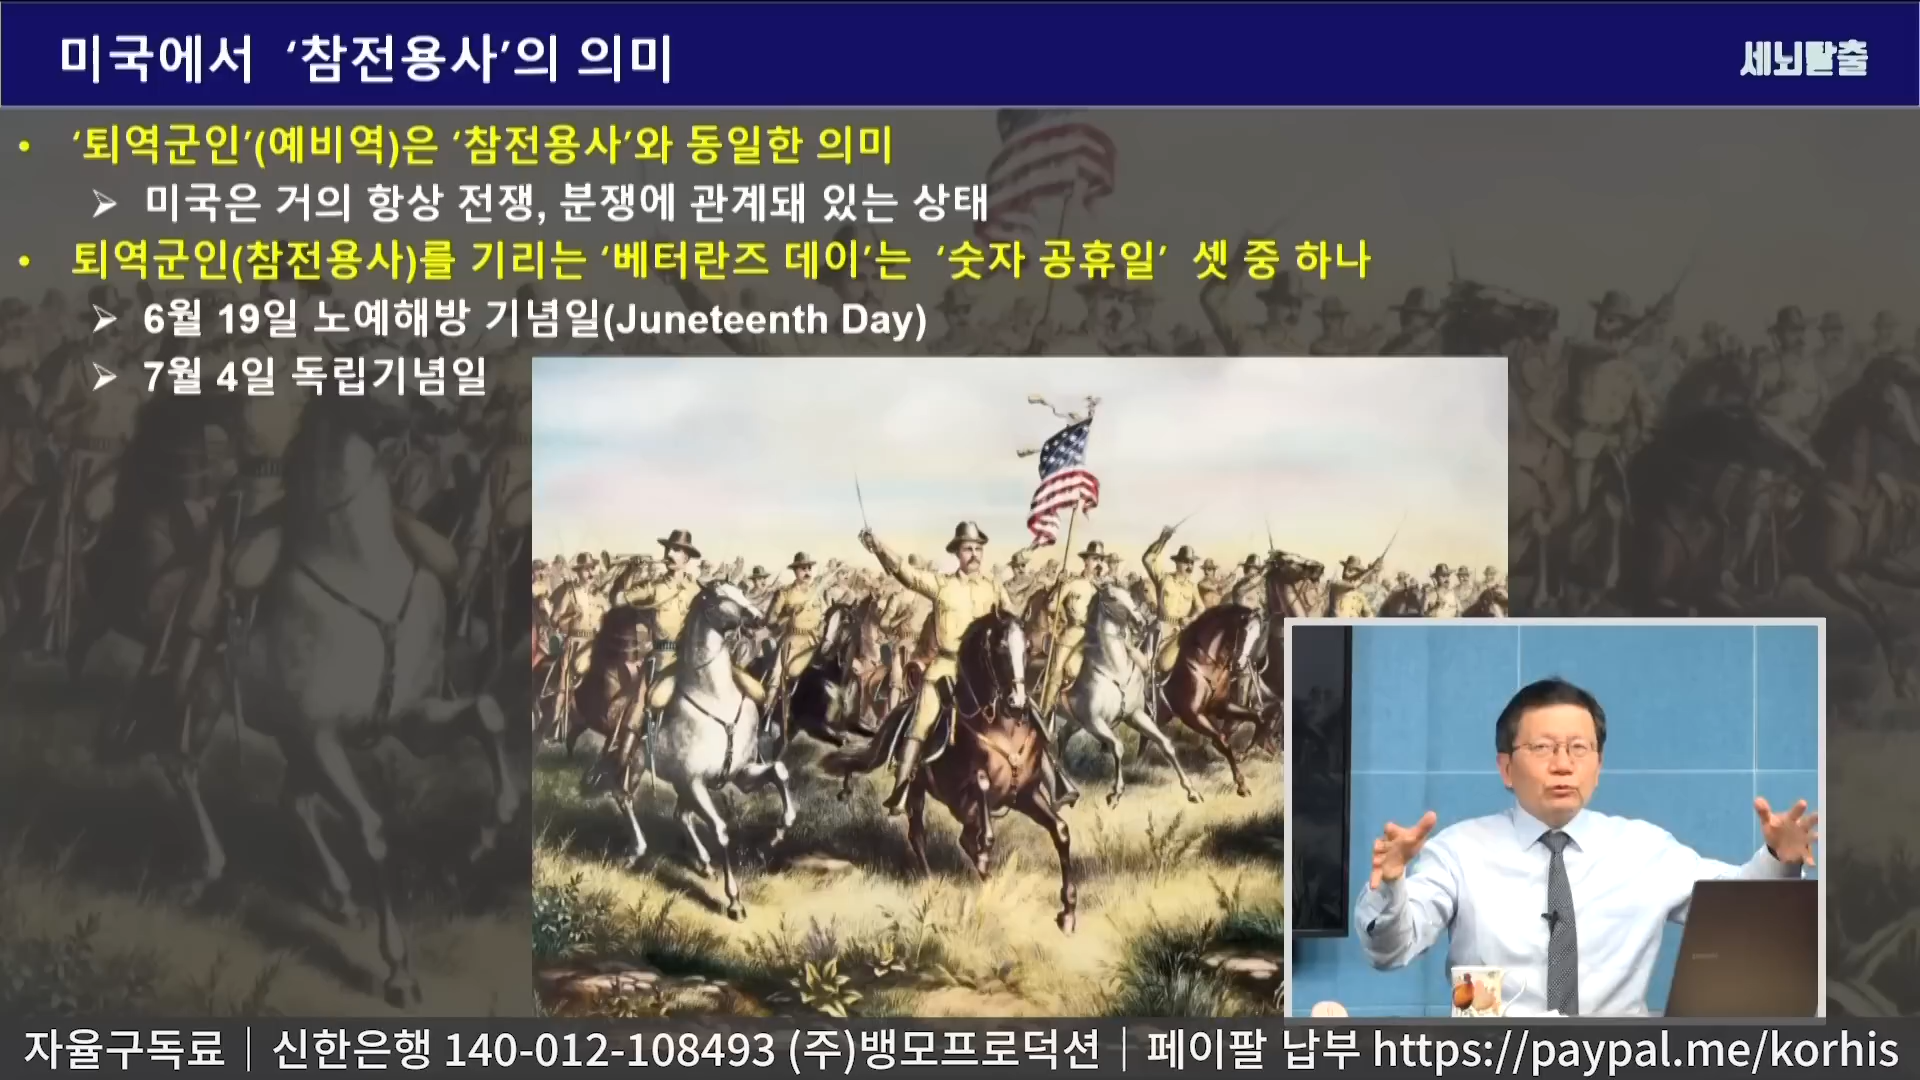 미국에서 ‘참전용사’의 의미
세뇌탈출
• ‘퇴역군인’(예비역)은 ‘참전용사’와 동일한 의미
➢ 미국은 거의 항상 전쟁, 분쟁에 관계돼 있는 상태
• 퇴역군인(참전용사)를 기리는 ‘베터란즈 데이’는 ‘숫자 공휴일’ 셋 중 하나
➢ 6월 19일 노예해방 기념일(Juneteenth Day)
➢ 7월 4일 독립기념일
자율구독료｜신한은행 140-012-108493 (주)뱅모프로덕션｜페이팔 납부 https://paypal.me/korhis